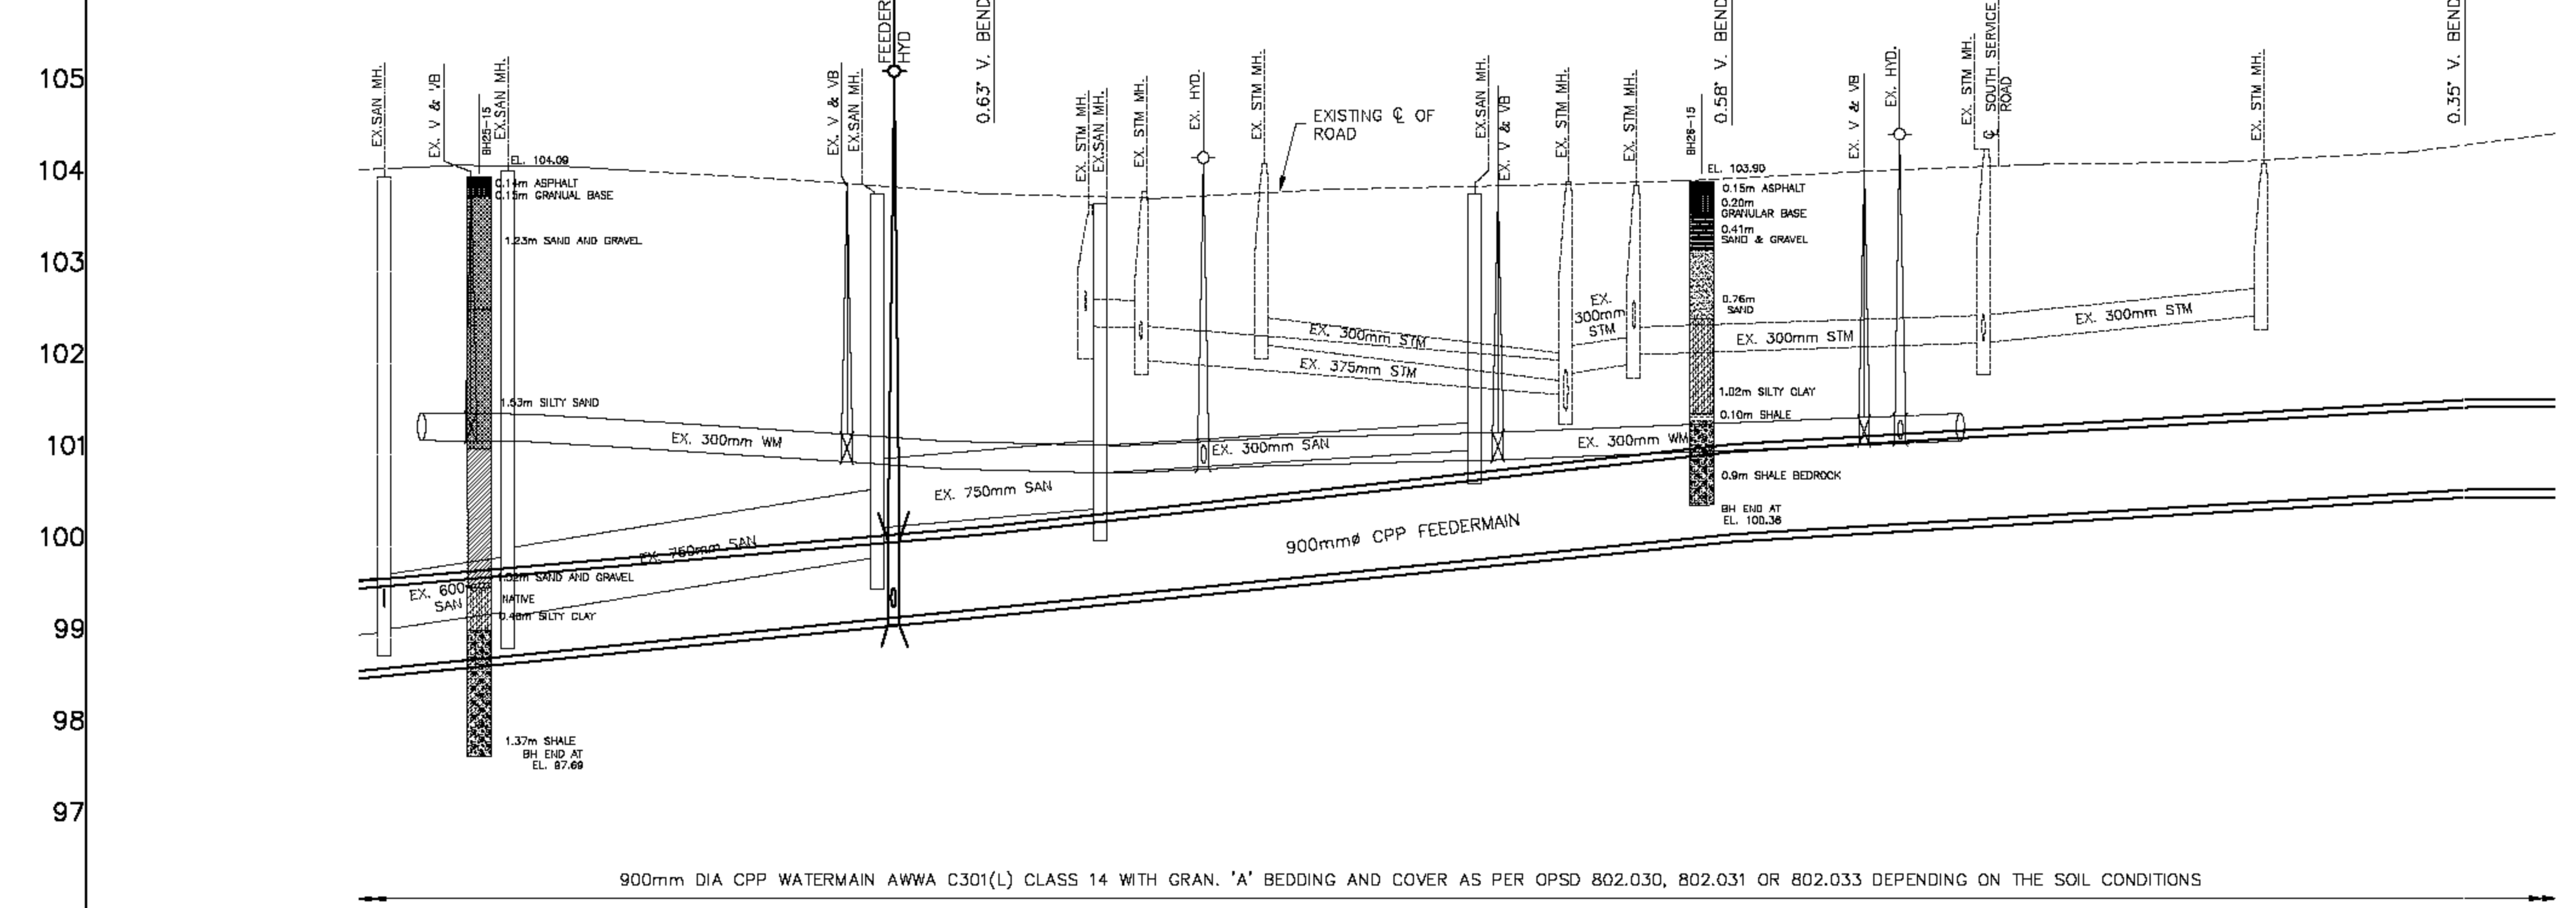 105
104
103
102
101
100
99
98
97
EX.SAN MH.
EX. V & VB
BH25-15
EX.SAN MH.
EL. 104.09
0.14m ASPHALT
0.15m GRANUAL BASE
1.23m SAND AND GRAVEL
1.53m SILTY SAND
EX. 300mm WM
EX. 750mm SAN
1.52m SAND AND GRAVEL
EX. 600
SAN
NATIVE
0.48m SILTY CLAY
1.37m SHALE
BH END AT
EL. 97.69
EX. V & VB
EX.SAN MH.
FEEDER
HYD
0.63° V. BEND
EX. STM MH.
EX.SAN MH.
EX. STM MH.
EX. HYD.
EX. STM MH.
EXISTING ℄ OF
ROAD
EX. 300mm STM
EX. 375mm STM
EX. 300mm SAN
EX. 750mm SAN
900mmø CPP FEEDERMAIN
EX.SAN MH.
EX. V & VB
EX. STM MH.
EX. STM MH.
EX.
300mm
STM
EX. 300mm WM
BH26-15
0.58° V. BEND
EL. 103.90
0.15m ASPHALT
0.20m
GRANULAR BASE
0.41m
SAND & GRAVEL
0.76m
SAND
EX. 300mm STM
1.02m SILTY CLAY
0.10m SHALE
0.9m SHALE BEDROCK
BH END AT
EL. 100.36
EX. V & VB
EX. HYD.
EX. STM MH.
℄ SOUTH SERVICE
ROAD
EX. 300mm STM
EX. STM MH.
0.35° V. BEND
900mm DIA CPP WATERMAIN AWWA C301(L) CLASS 14 WITH GRAN. 'A' BEDDING AND COVER AS PER OPSD 802.030, 802.031 OR 802.033 DEPENDING ON THE SOIL CONDITIONS